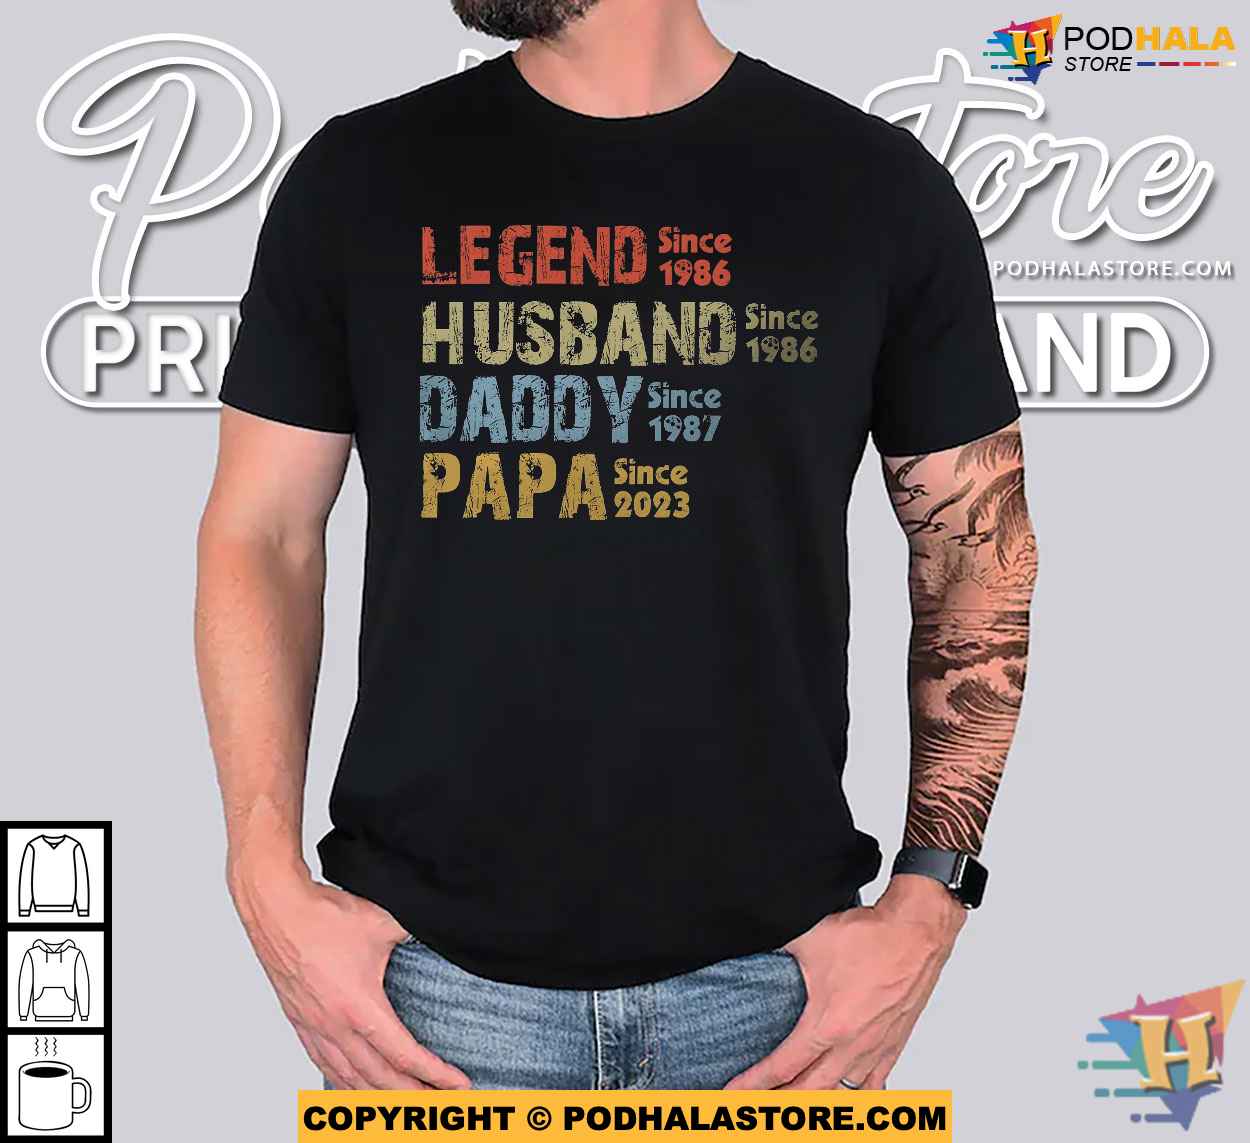 PODHALA
STORE
PODHALASTORE.COM
LEGEND Since 1986
HUSBAND Since 1986
DADDY Since 1987
PAPA Since 2023
COPYRIGHT © PODHALASTORE.COM